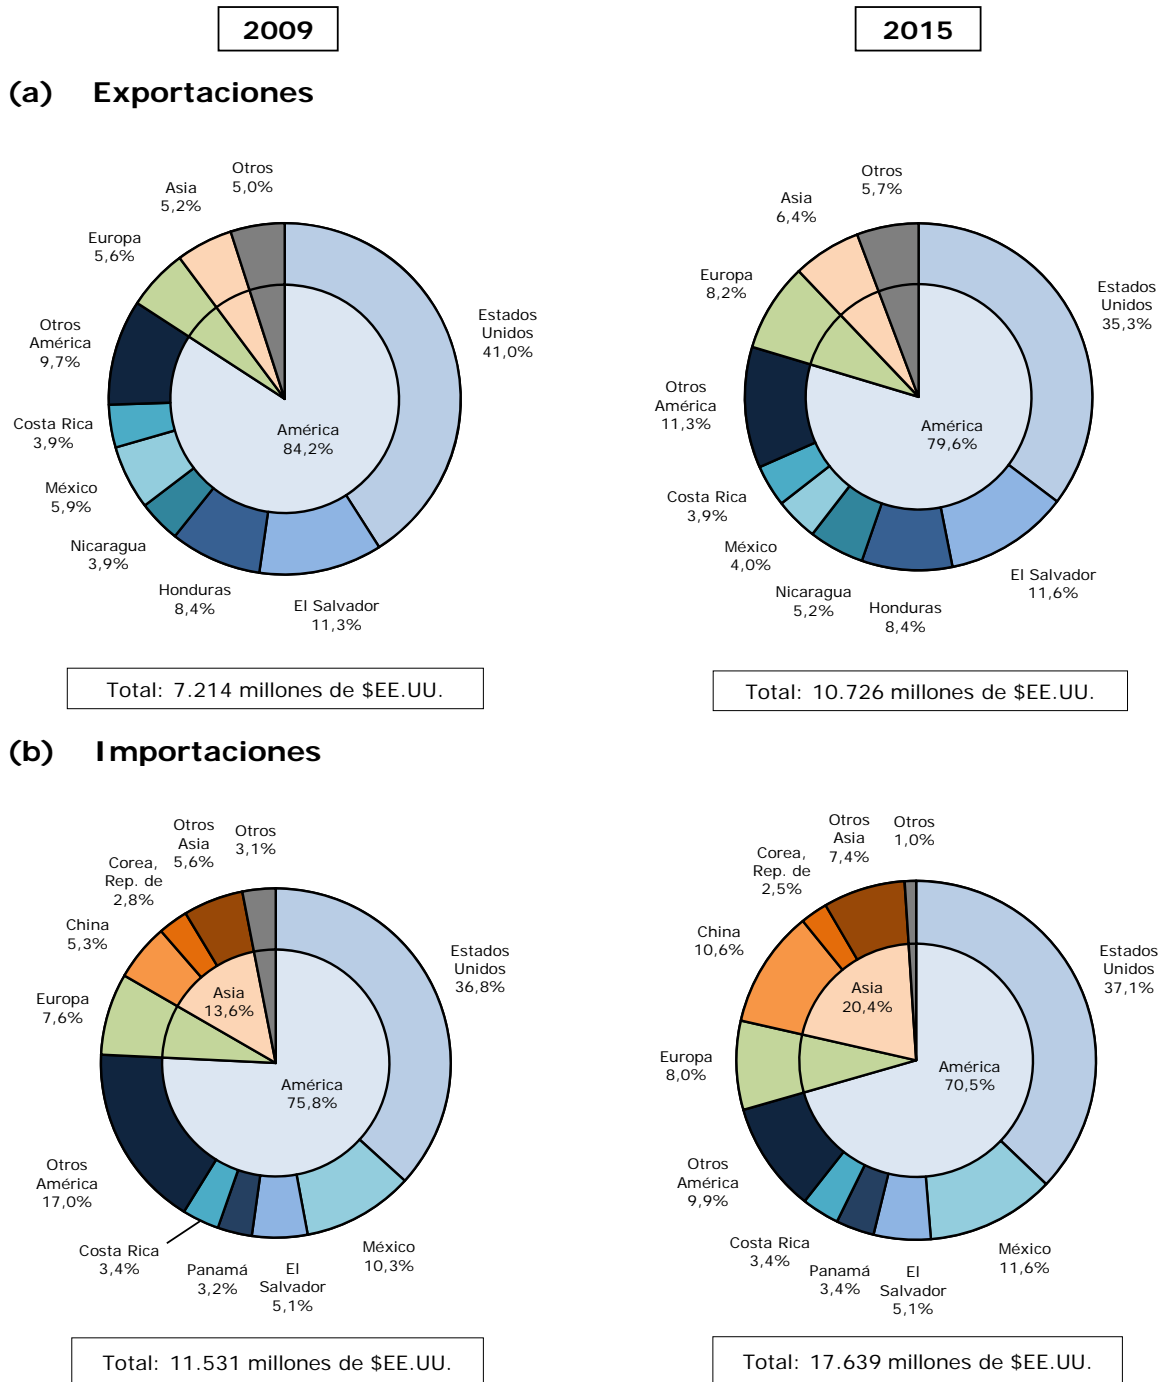 2009
2015
(a) Exportaciones
Otros
5,0%
Asia
5,2%
Europa
5,6%
Otros
América
9,7%
Costa Rica
3,9%
México
5,9%
Nicaragua
3,9%
Honduras
8,4%
El Salvador
11,3%
Estados
Unidos
41,0%
América
84,2%
Total: 7.214 millones de $EE.UU.
Otros
5,7%
Asia
6,4%
Europa
8,2%
Otros
América
11,3%
Costa Rica
3,9%
México
4,0%
Nicaragua
5,2%
Honduras
8,4%
El Salvador
11,6%
Estados
Unidos
35,3%
América
79,6%
Total: 10.726 millones de $EE.UU.
(b) Importaciones
Otros
3,1%
Otros
Asia
5,6%
Corea,
Rep. de
2,8%
China
5,3%
Europa
7,6%
Asia
13,6%
Estados
Unidos
36,8%
América
75,8%
Otros
América
17,0%
Costa Rica
3,4%
Panamá
3,2%
El
Salvador
5,1%
México
10,3%
Total: 11.531 millones de $EE.UU.
Otros
1,0%
Otros
Asia
7,4%
Corea,
Rep. de
2,5%
China
10,6%
Europa
8,0%
Asia
20,4%
Estados
Unidos
37,1%
América
70,5%
Otros
América
9,9%
Costa Rica
3,4%
Panamá
3,4%
El
Salvador
5,1%
México
11,6%
Total: 17.639 millones de $EE.UU.